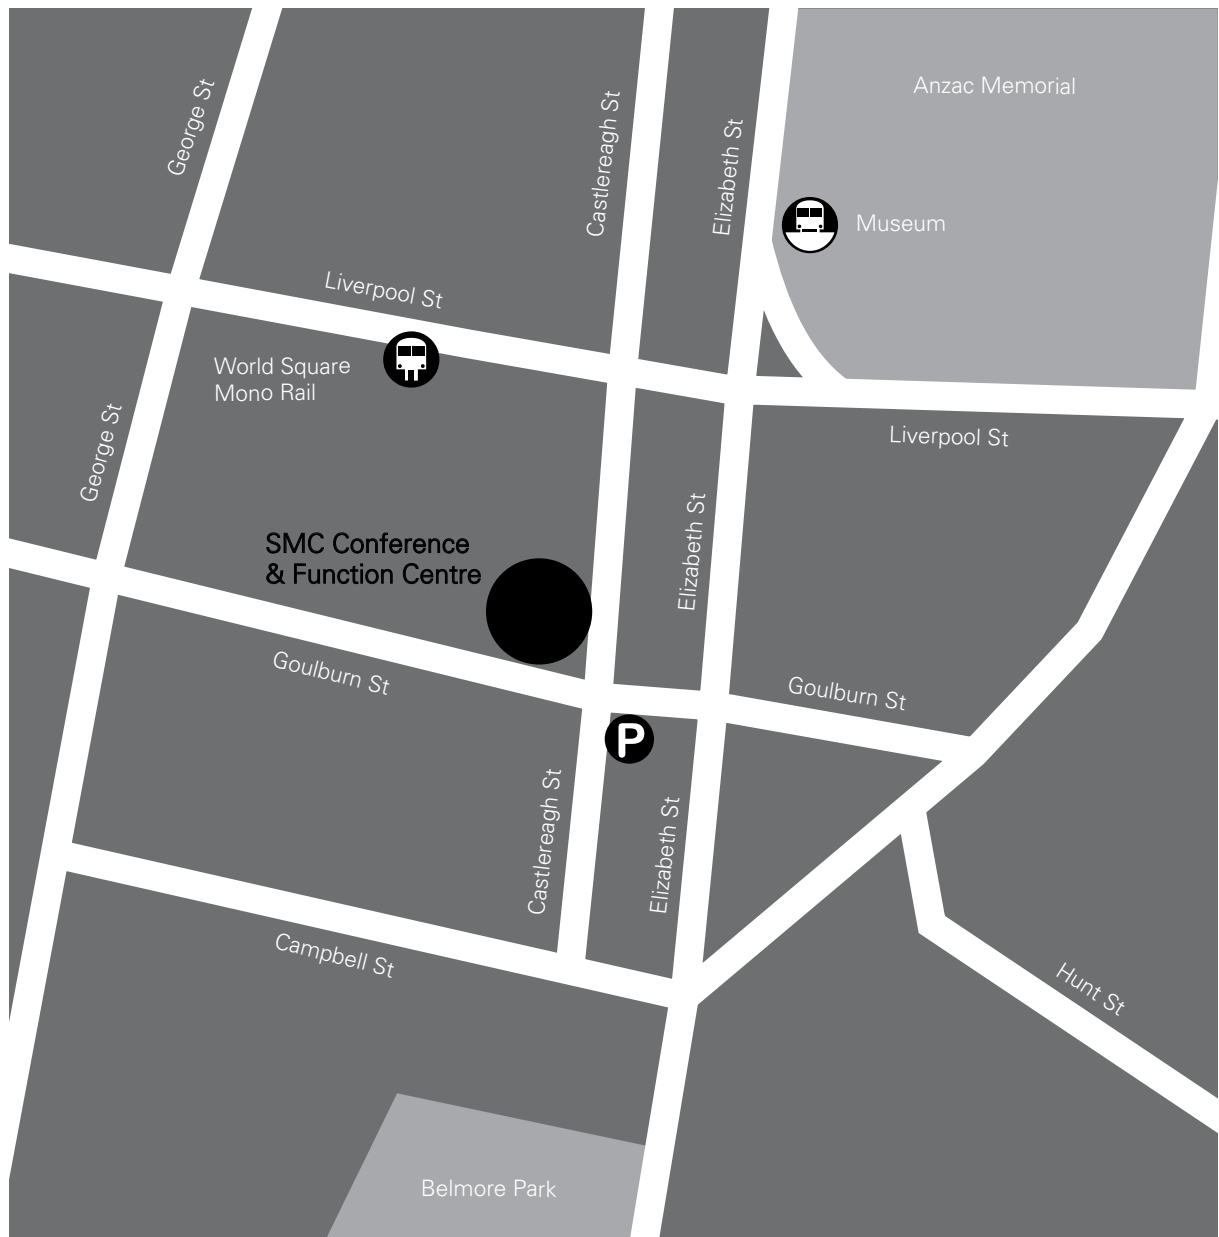 Anzac Memorial
George St
Castlereagh St
Elizabeth St
Museum
Liverpool St
World Square
Mono Rail
George St
Liverpool St
Elizabeth St
SMC Conference
& Function Centre
Goulburn St
Goulburn St
P
Castlereagh St
Elizabeth St
Campbell St
Hunt St
Belmore Park